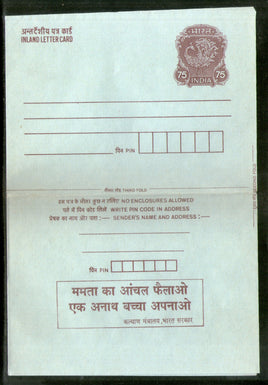 अन्तर्देशीय पत्र कार्ड
INLAND LETTER CARD
भारत
75 75
INDIA
पिन PIN
तीसरा मोड़ THIRD FOLD
इस पत्र के भीतर कुछ न रखिए NO ENCLOSURES ALLOWED
पते में पिन कोड लिखें WRITE PIN CODE IN ADDRESS
प्रेषक का नाम और पता :— SENDER'S NAME AND ADDRESS :—
पिन PIN
ममता का आंचल फैलाओ
एक अनाथ बच्चा अपनाओ
कल्याण मंत्रालय, भारत सरकार